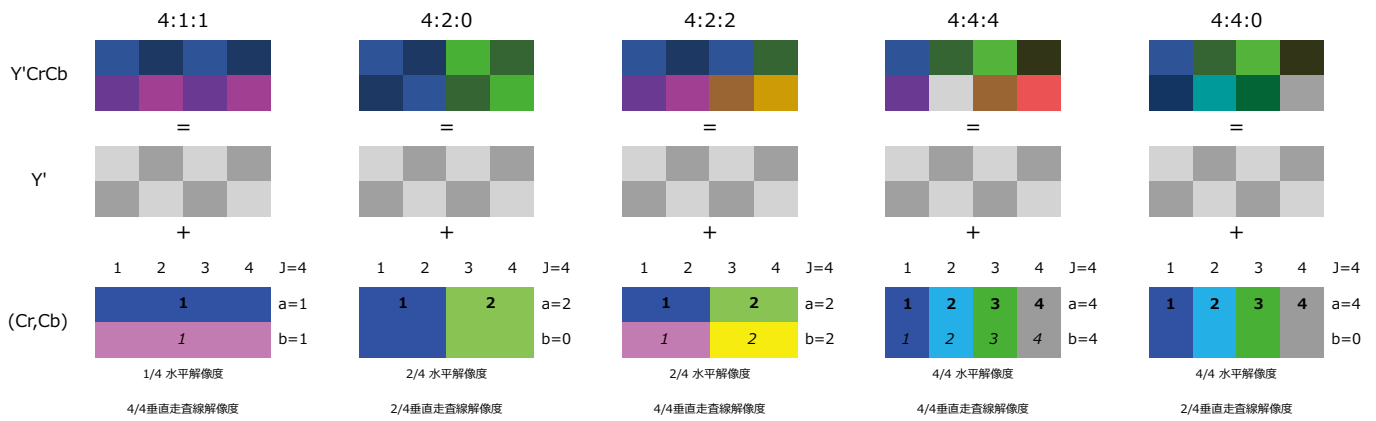 4:1:1 4:2:0 4:2:2 4:4:4 4:4:0
Y'CrCb
= = = = =
Y'
+ + + + +
1 2 3 4 J=4 1 2 3 4 J=4 1 2 3 4 J=4 1 2 3 4 J=4 1 2 3 4 J=4
1 a=1 1 2 a=2 1 2 a=2 1 2 3 4 a=4 1 2 3 4 a=4
(Cr,Cb)
1 b=1 b=0 1 2 b=2 1 2 3 4 b=4 b=0
1/4 水平解像度 2/4 水平解像度 2/4 水平解像度 4/4 水平解像度 4/4 水平解像度
4/4垂直走査線解像度 2/4垂直走査線解像度 4/4垂直走査線解像度 4/4垂直走査線解像度 2/4垂直走査線解像度